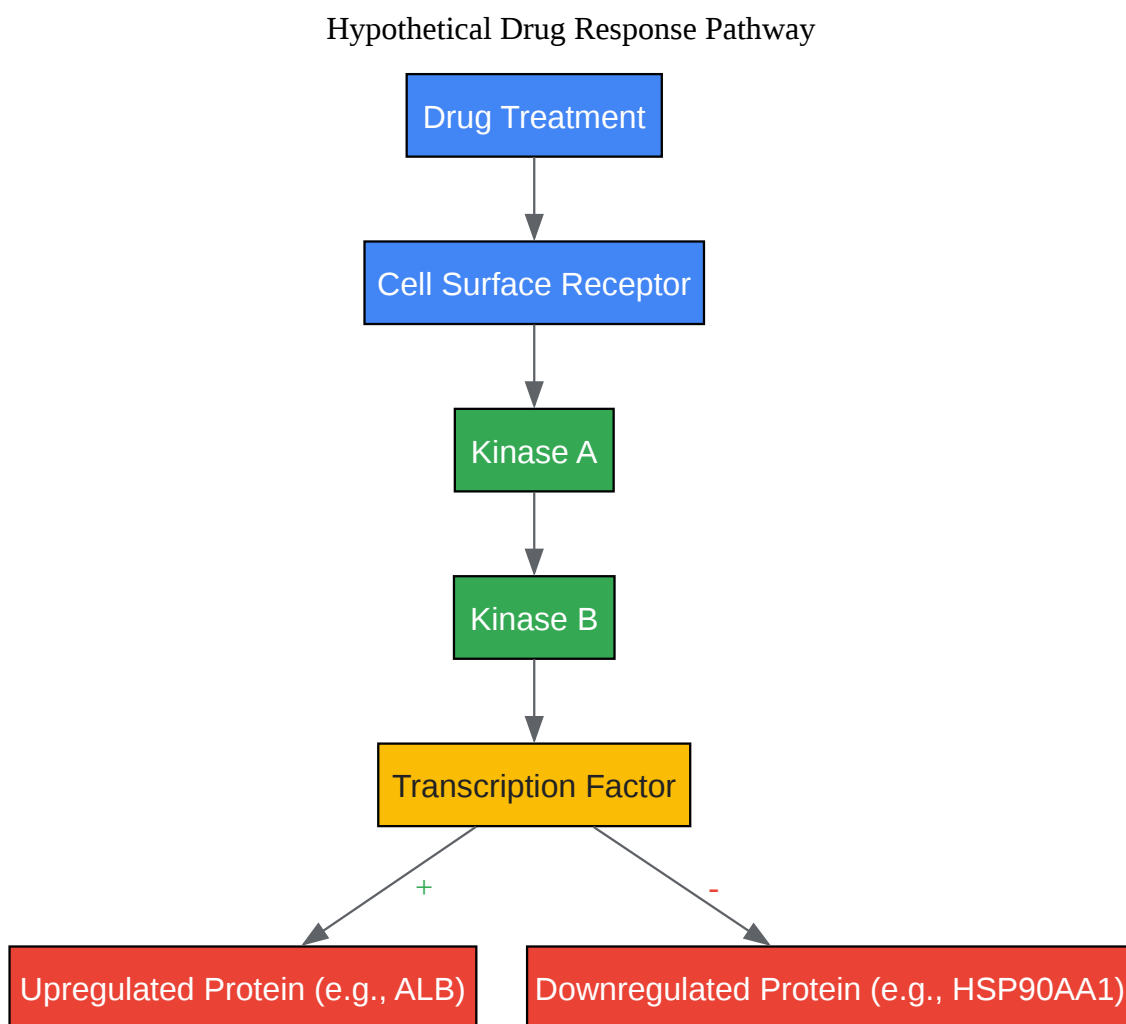 Hypothetical Drug Response Pathway
Drug Treatment
Cell Surface Receptor
Kinase A
Kinase B
Transcription Factor
+
-
Upregulated Protein (e.g., ALB)
Downregulated Protein (e.g., HSP90AA1)